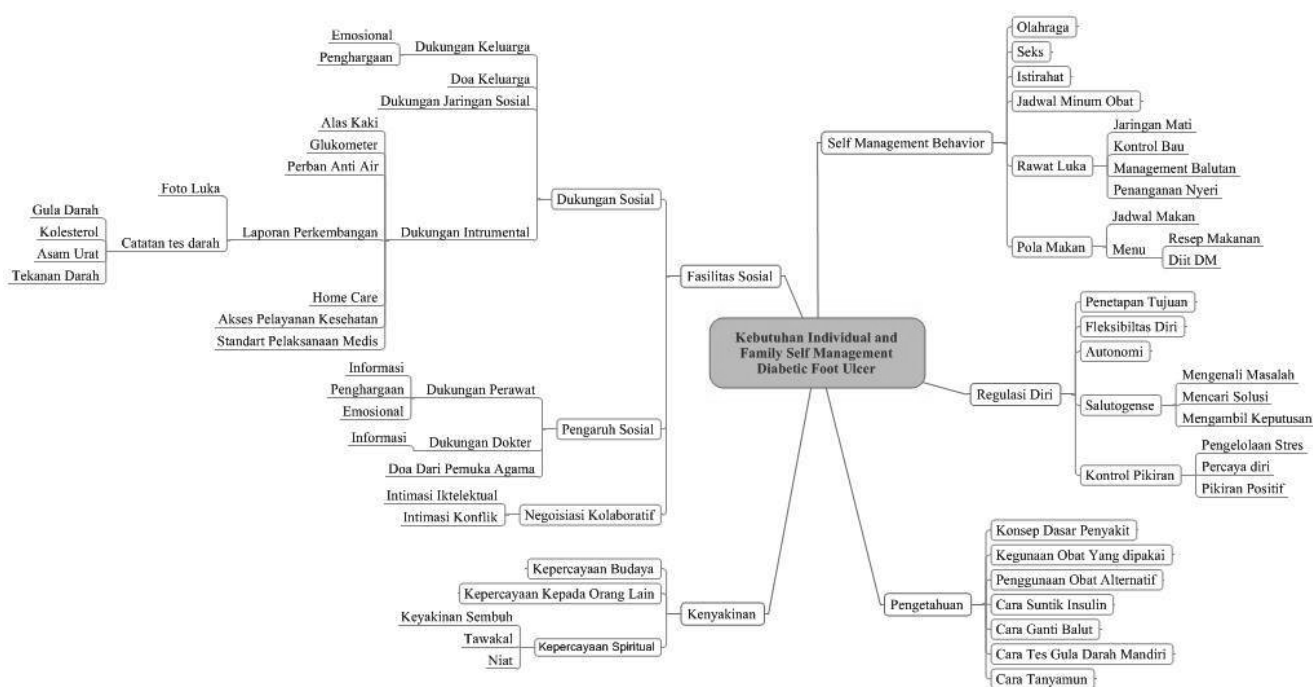 Kebutuhan Individual and
Family Self Management
Diabetic Foot Ulcer
Self Management Behavior
Olahraga
Seks
Istirahat
Jadwal Minum Obat
Rawat Luka
Jaringan Mati
Kontrol Bau
Management Balutan
Penanganan Nyeri
Pola Makan
Jadwal Makan
Menu
Resep Makanan
Diit DM
Regulasi Diri
Penetapan Tujuan
Fleksibiltas Diri
Autonomi
Salutogense
Mengenali Masalah
Mencari Solusi
Mengambil Keputusan
Kontrol Pikiran
Pengelolaan Stres
Percaya diri
Pikiran Positif
Pengetahuan
Konsep Dasar Penyakit
Kegunaan Obat Yang dipakai
Penggunaan Obat Alternatif
Cara Suntik Insulin
Cara Ganti Balut
Cara Tes Gula Darah Mandiri
Cara Tanyamun
Fasilitas Sosial
Dukungan Sosial
Dukungan Keluarga
Emosional
Penghargaan
Doa Keluarga
Dukungan Jaringan Sosial
Dukungan Intrumental
Alas Kaki
Glukometer
Perban Anti Air
Laporan Perkembangan
Foto Luka
Catatan tes darah
Gula Darah
Kolesterol
Asam Urat
Tekanan Darah
Home Care
Akses Pelayanan Kesehatan
Standart Pelaksanaan Medis
Pengaruh Sosial
Dukungan Perawat
Informasi
Penghargaan
Emosional
Dukungan Dokter
Informasi
Doa Dari Pemuka Agama
Negoisiasi Kolaboratif
Intimasi Iktelektual
Intimasi Konflik
Kenyakinan
Kepercayaan Budaya
Kepercayaan Kepada Orang Lain
Kepercayaan Spiritual
Keyakinan Sembuh
Tawakal
Niat